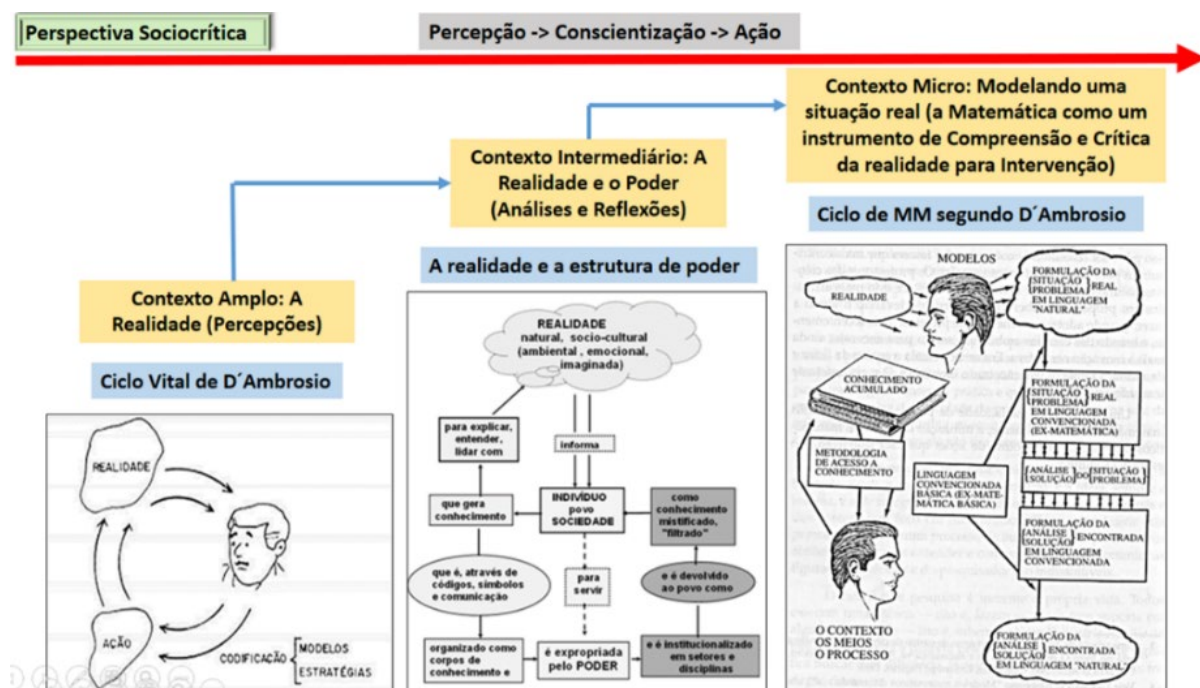 Perspectiva Sociocrítica
Percepção -> Conscientização -> Ação
Contexto Amplo: A
Realidade (Percepções)
Ciclo Vital de D´Ambrosio
REALIDADE
AÇÃO
CODIFICAÇÃO
MODELOS
ESTRATÉGIAS
Contexto Intermediário: A
Realidade e o Poder
(Análises e Reflexões)
A realidade e a estrutura de poder
REALIDADE
natural, socio-cultural
(ambiental , emocional,
imaginada)
para explicar,
entender,
lidar com
informa
que gera
conhecimento
INDIVÍDUO
povo
SOCIEDADE
como
conhecimento
mistificado,
"filtrado"
que é, através de
códigos, símbolos
e comunicação
para
servir
e é devolvido
ao povo como
organizado como
corpos de
conhecimento e
é expropriada
pelo PODER
e é institucionalizado
em setores e
disciplinas
Contexto Micro: Modelando uma
situação real (a Matemática como um
instrumento de Compreensão e Crítica
da realidade para Intervenção)
Ciclo de MM segundo D´Ambrosio
MODELOS
REALIDADE
FORMULAÇÃO DA
SITUAÇÃO
PROBLEMA
REAL
EM LINGUAGEM
"NATURAL"
CONHECIMENTO
ACUMULADO
FORMULAÇÃO DA
SITUAÇÃO
PROBLEMA
REAL
EM LINGUAGEM
CONVENCIONADA
(EX-MATEMÁTICA)
METODOLOGIA
DE ACESSO A
CONHECIMENTO
LINGUAGEM
CONVENCIONADA
BÁSICA (EX-MATE-
MÁTICA BÁSICA)
ANÁLISE
SOLUÇÃO
DO
SITUAÇÃO
PROBLEMA
FORMULAÇÃO DA
ANÁLISE
SOLUÇÃO
ENCONTRADA
EM LINGUAGEM
CONVENCIONADA
O CONTEXTO
OS MEIOS
O PROCESSO
FORMULAÇÃO DA
ANÁLISE
SOLUÇÃO
ENCONTRADA
EM LINGUAGEM "NATURAL"